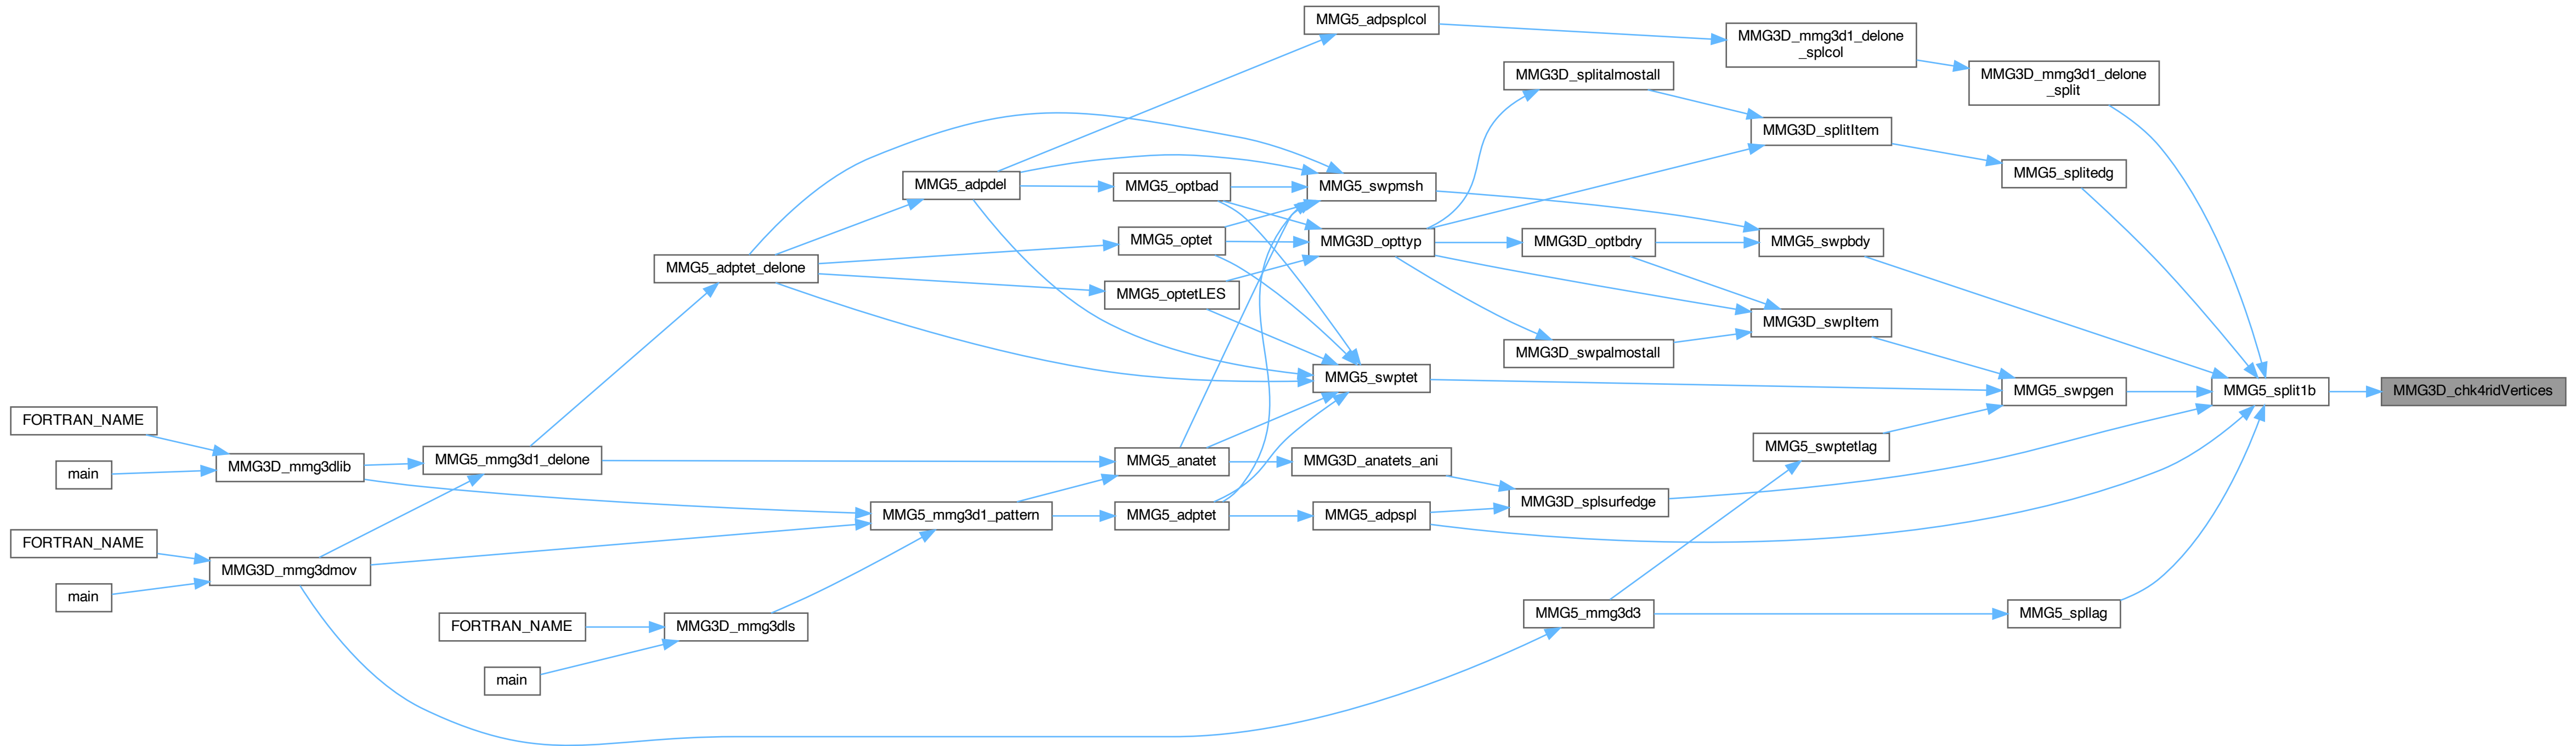 MMG5_adpsplcol
MMG3D_mmg3d1_delone
_splcol
MMG3D_splitalmostall
MMG3D_mmg3d1_delone
_split
MMG3D_splitItem
MMG5_splitedg
MMG5_adpdel
MMG5_optbad
MMG5_swpmsh
MMG5_optet
MMG3D_opttyp
MMG3D_optbdry
MMG5_swpbdy
MMG5_adptet_delone
MMG5_optetLES
MMG3D_swpItem
MMG3D_swpalmostall
MMG5_swptet
MMG5_swpgen
MMG5_split1b
MMG3D_chk4ridVertices
FORTRAN_NAME
main
MMG3D_mmg3dlib
MMG5_mmg3d1_delone
MMG5_anatet
MMG3D_anatets_ani
MMG5_swptetlag
MMG3D_splsurfedge
MMG5_mmg3d1_pattern
MMG5_adptet
MMG5_adpspl
FORTRAN_NAME
MMG3D_mmg3dmov
main
FORTRAN_NAME
MMG3D_mmg3dls
MMG5_mmg3d3
MMG5_spllag
main